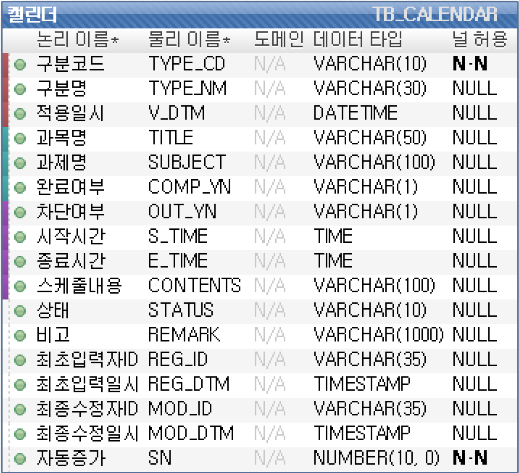 캘린더 TB_CALENDAR
논리 이름* 물리 이름* 도메인 데이터 타입 널 허용
구분코드 TYPE_CD N/A VARCHAR(10) N·N
구분명 TYPE_NM N/A VARCHAR(30) NULL
적용일시 V_DTM N/A DATETIME NULL
과목명 TITLE N/A VARCHAR(50) NULL
과제명 SUBJECT N/A VARCHAR(100) NULL
완료여부 COMP_YN N/A VARCHAR(1) NULL
차단여부 OUT_YN N/A VARCHAR(1) NULL
시작시간 S_TIME N/A TIME NULL
종료시간 E_TIME N/A TIME NULL
스케줄내용 CONTENTS N/A VARCHAR(100) NULL
상태 STATUS N/A VARCHAR(10) NULL
비고 REMARK N/A VARCHAR(1000) NULL
최초입력자ID REG_ID N/A VARCHAR(35) NULL
최초입력일시 REG_DTM N/A TIMESTAMP NULL
최종수정자ID MOD_ID N/A VARCHAR(35) NULL
최종수정일시 MOD_DTM N/A TIMESTAMP NULL
자동증가 SN N/A NUMBER(10, 0) N·N